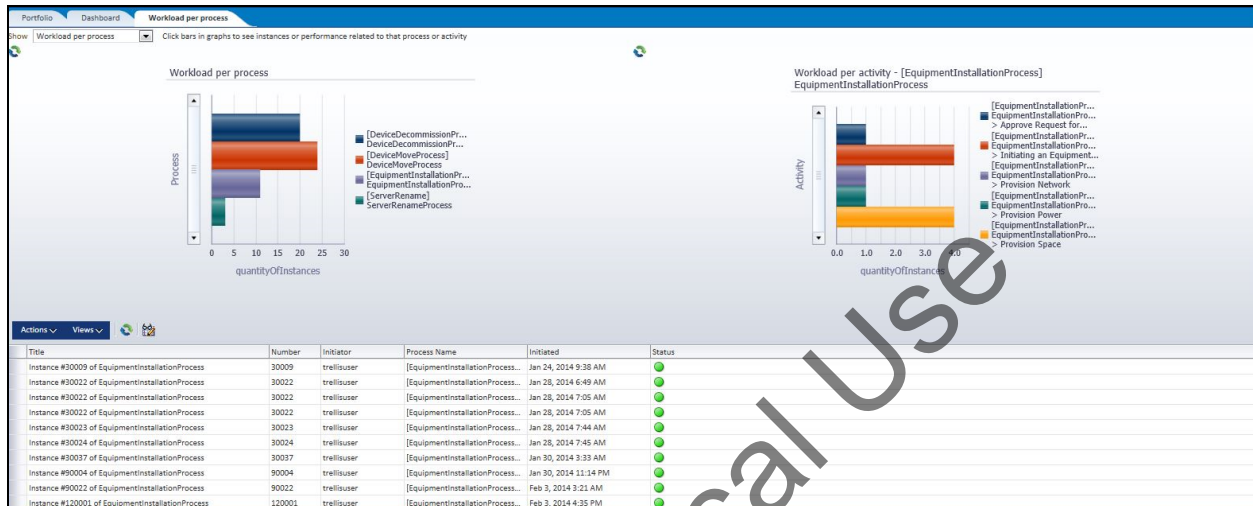 Portfolio Dashboard Workload per process
Show Workload per process Click bars in graphs to see instances or performance related to that process or activity
Workload per process
Process
0 5 10 15 20 25 30
quantityOfInstances
[DeviceDecommissionPr...
DeviceDecommissionPr...
[DeviceMoveProcess]
DeviceMoveProcess
[EquipmentInstallationPr...
EquipmentInstallationPro...
[ServerRename]
ServerRenameProcess
Workload per activity - [EquipmentInstallationProcess]
EquipmentInstallationProcess
Activity
0.0 1.0 2.0 3.0 4.0
quantityOfInstances
[EquipmentInstallationPr...
EquipmentInstallationPro...
> Approve Request for...
[EquipmentInstallationPr...
EquipmentInstallationPro...
> Initiating an Equipment...
[EquipmentInstallationPr...
EquipmentInstallationPro...
> Provision Network
[EquipmentInstallationPr...
EquipmentInstallationPro...
> Provision Power
[EquipmentInstallationPr...
EquipmentInstallationPro...
> Provision Space
Actions Views
Title Number Initiator Process Name Initiated Status
Instance #30009 of EquipmentInstallationProcess 30009 trellisuser [EquipmentInstallationProcess... Jan 24, 2014 9:38 AM
Instance #30022 of EquipmentInstallationProcess 30022 trellisuser [EquipmentInstallationProcess... Jan 28, 2014 6:49 AM
Instance #30022 of EquipmentInstallationProcess 30022 trellisuser [EquipmentInstallationProcess... Jan 28, 2014 7:05 AM
Instance #30022 of EquipmentInstallationProcess 30022 trellisuser [EquipmentInstallationProcess... Jan 28, 2014 7:05 AM
Instance #30023 of EquipmentInstallationProcess 30023 trellisuser [EquipmentInstallationProcess... Jan 28, 2014 7:44 AM
Instance #30024 of EquipmentInstallationProcess 30024 trellisuser [EquipmentInstallationProcess... Jan 28, 2014 7:45 AM
Instance #30037 of EquipmentInstallationProcess 30037 trellisuser [EquipmentInstallationProcess... Jan 30, 2014 3:33 AM
Instance #90004 of EquipmentInstallationProcess 90004 trellisuser [EquipmentInstallationProcess... Jan 30, 2014 11:14 PM
Instance #90022 of EquipmentInstallationProcess 90022 trellisuser [EquipmentInstallationProcess... Feb 3, 2014 3:21 AM
Instance #120001 of EquipmentInstallationProcess 120001 trellisuser [EquipmentInstallationProcess... Feb 3, 2014 4:35 PM
cal Use